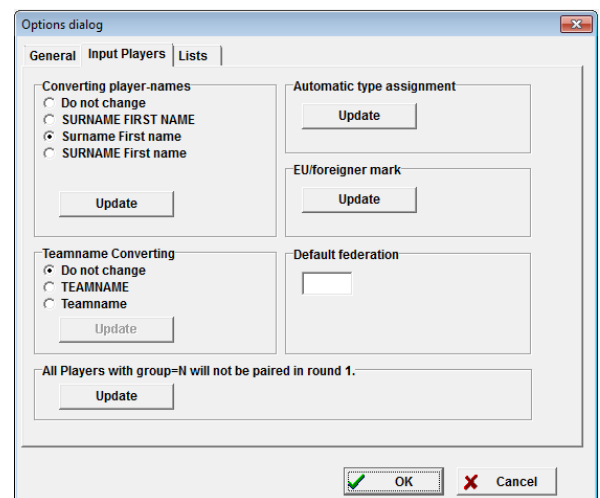 Options dialog
General Input Players Lists
Converting player-names
Do not change
SURNAME FIRST NAME
Surname First name
SURNAME First name
Update
Automatic type assignment
Update
EU/foreigner mark
Update
Teamname Converting
Do not change
TEAMNAME
Teamname
Update
Default federation
All Players with group=N will not be paired in round 1.
Update
OK Cancel